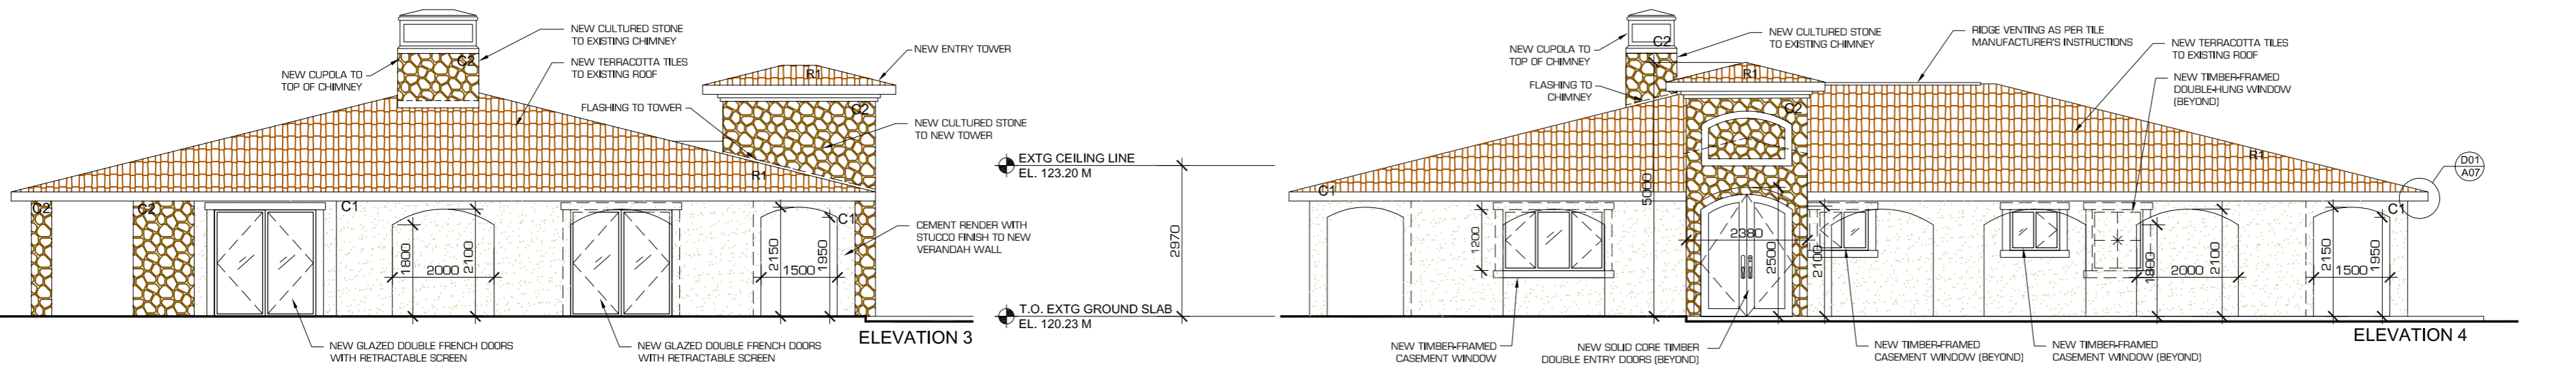 NEW CULTURED STONE
TO EXISTING CHIMNEY
C2
NEW CUPOLA TO
TOP OF CHIMNEY
NEW TERRACOTTA TILES
TO EXISTING ROOF
FLASHING TO TOWER
NEW ENTRY TOWER
R1
C2
NEW CULTURED STONE
TO NEW TOWER
R1
C2
C2
C1
C1
CEMENT RENDER WITH
STUCCO FINISH TO NEW
VERANDAH WALL
1800
2000
2100
2150
1500
1950
NEW GLAZED DOUBLE FRENCH DOORS
WITH RETRACTABLE SCREEN
NEW GLAZED DOUBLE FRENCH DOORS
WITH RETRACTABLE SCREEN
ELEVATION 3
EXTG CEILING LINE
EL. 123.20 M
2970
T.O. EXTG GROUND SLAB
EL. 120.23 M
NEW CUPOLA TO
TOP OF CHIMNEY
C2
NEW CULTURED STONE
TO EXISTING CHIMNEY
FLASHING TO
CHIMNEY
R1
RIDGE VENTING AS PER TILE
MANUFACTURER'S INSTRUCTIONS
NEW TERRACOTTA TILES
TO EXISTING ROOF
NEW TIMBER-FRAMED
DOUBLE-HUNG WINDOW
(BEYOND)
C2
R1
D01
A07
C1
C1
5000
1200
2380
2500
2100
1800
2000
2100
2150
1500
1950
NEW TIMBER-FRAMED
CASEMENT WINDOW
NEW SOLID CORE TIMBER
DOUBLE ENTRY DOORS (BEYOND)
NEW TIMBER-FRAMED
CASEMENT WINDOW (BEYOND)
NEW TIMBER-FRAMED
CASEMENT WINDOW (BEYOND)
ELEVATION 4